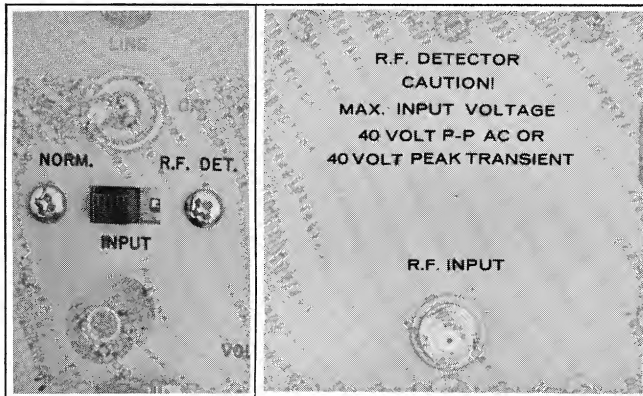 LINE
NORM.
R.F. DET.
INPUT
R.F. DETECTOR
CAUTION!
MAX. INPUT VOLTAGE
40 VOLT P-P AC OR
40 VOLT PEAK TRANSIENT
R.F. INPUT